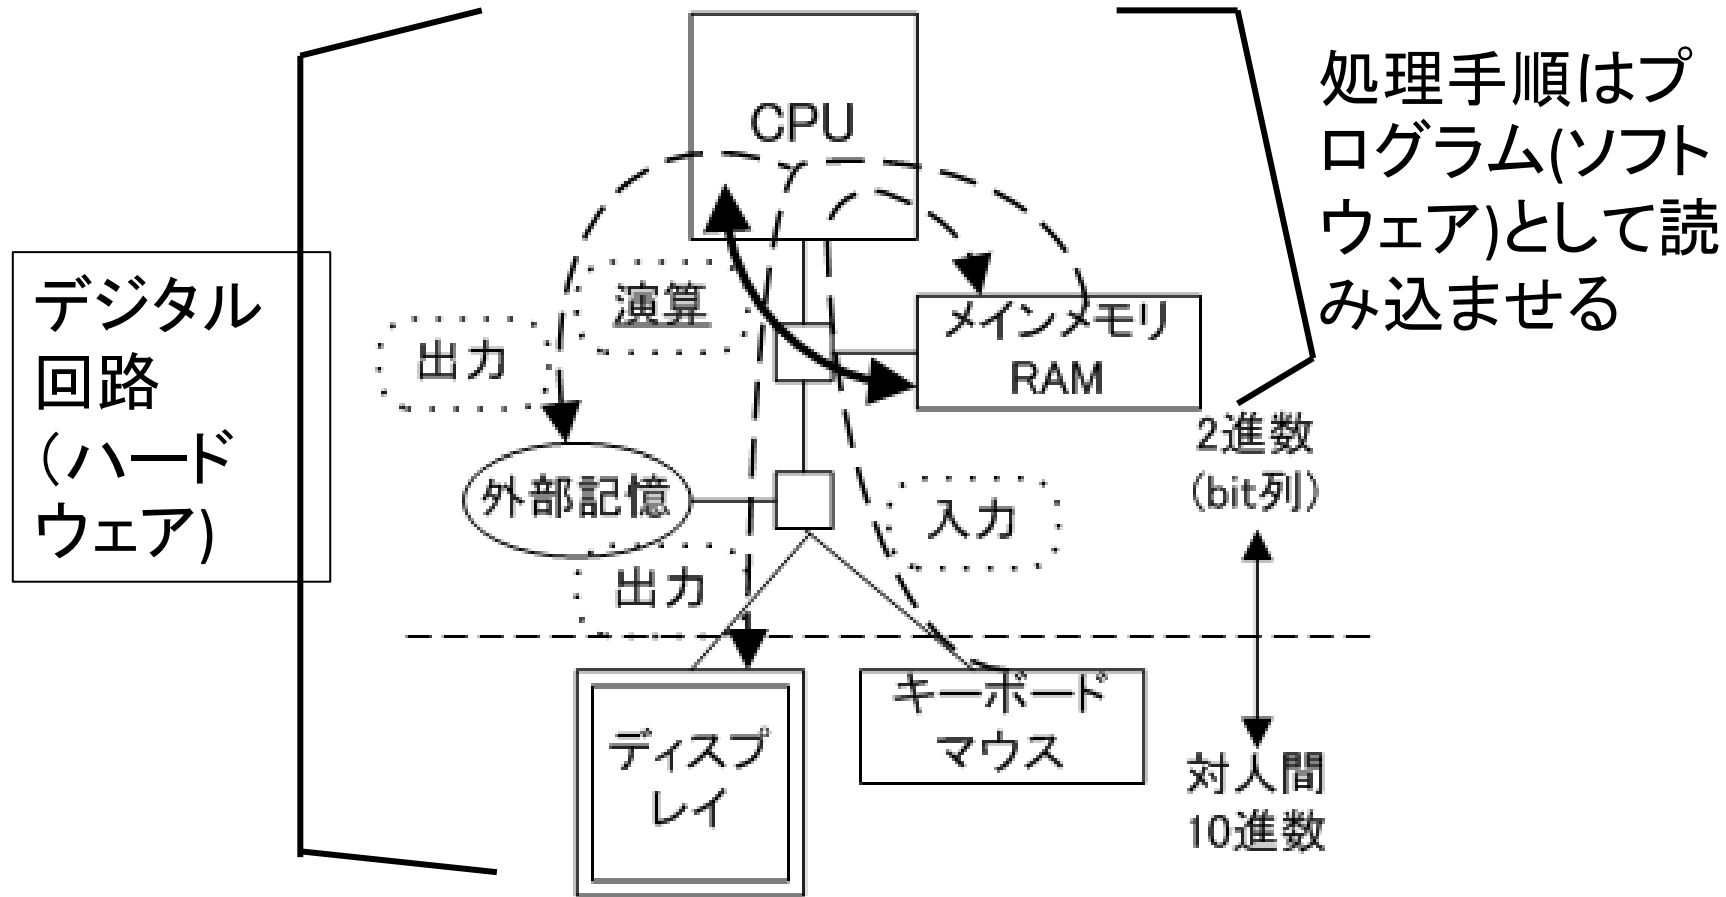 CPU
処理手順はプ
ログラム(ソフト
ウェア)として読
み込ませる
デジタル
回路
（ハード
ウェア)
演算
出力
メインメモリ
RAM
2進数
(bit列)
外部記憶
入力
出力
キーボード
マウス
ディスプ
レイ
対人間
10進数